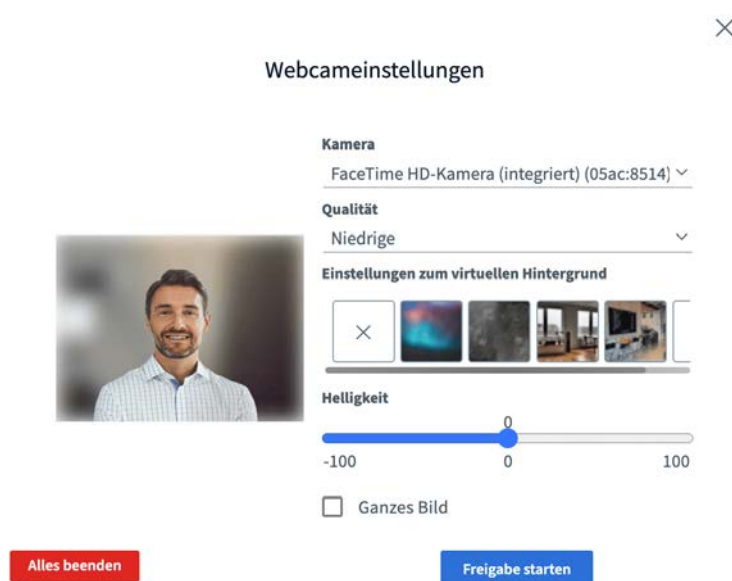 Webcameinstellungen
Kamera
FaceTime HD-Kamera (integriert) (05ac:8514)
Qualität
Niedrige
Einstellungen zum virtuellen Hintergrund
Helligkeit
0
-100 0 100
Ganzes Bild
Alles beenden Freigabe starten